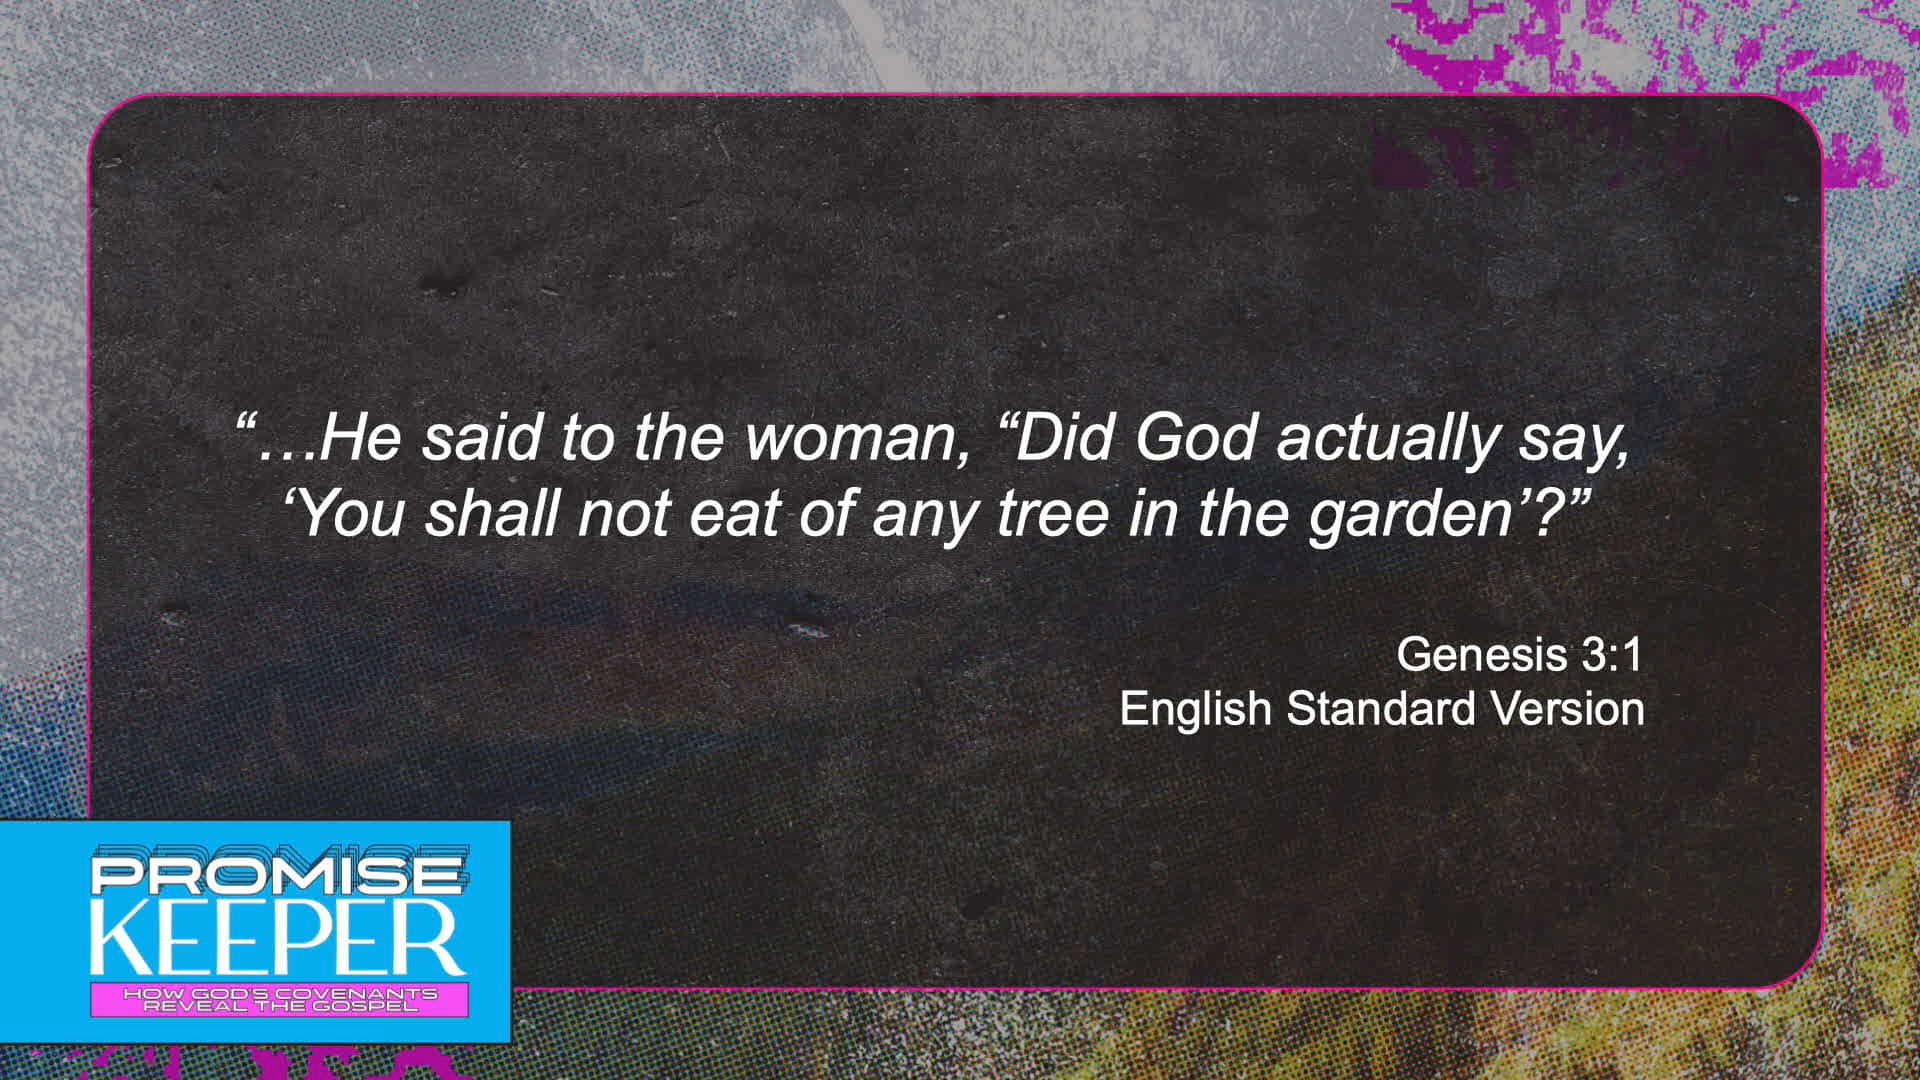 “…He said to the woman, “Did God actually say,
‘You shall not eat of any tree in the garden’?”
Genesis 3:1
English Standard Version
PROMISE
KEEPER
HOW GOD'S COVENANTS
REVEAL THE GOSPEL